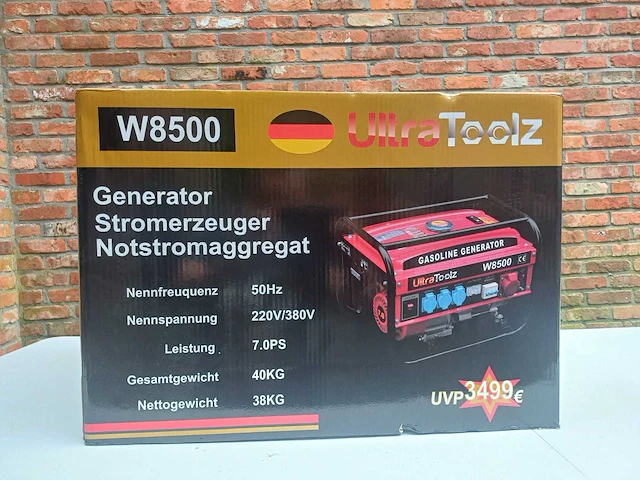 W8500
UltraToolz
Generator
Stromerzeuger
Notstromaggregat
Nennfreuquenz 50Hz
Nennspannung 220V/380V
Leistung 7.0PS
Gesamtgewicht 40KG
Nettogewicht 38KG
GASOLINE GENERATOR
UltraToolz W8500 CE
UVP 3499€